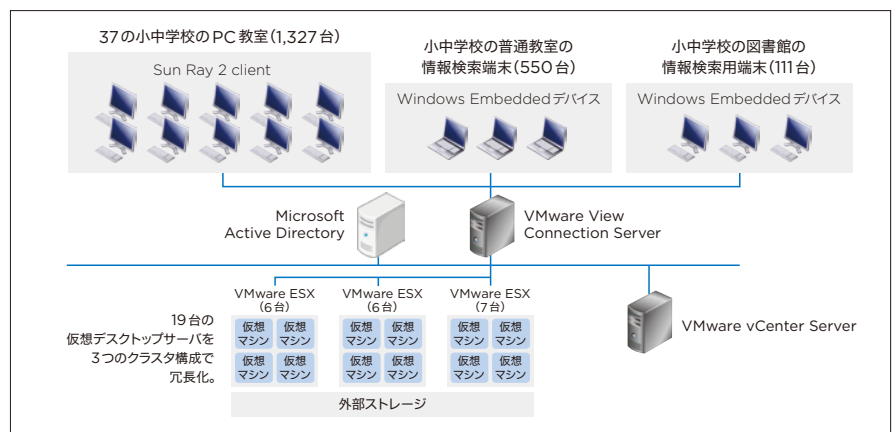 37の小中学校のPC教室(1,327台)
Sun Ray 2 client
小中学校の普通教室の
情報検索端末(550台)
Windows Embeddedデバイス
小中学校の図書館の
情報検索用端末(111台)
Windows Embeddedデバイス
Microsoft
Active Directory
VMware View
Connection Server
19台の
仮想デスクトップサーバを
3つのクラスタ構成で
冗長化。
VMware ESX
(6台)
仮想
マシン
仮想
マシン
仮想
マシン
仮想
マシン
VMware ESX
(6台)
仮想
マシン
仮想
マシン
仮想
マシン
仮想
マシン
VMware ESX
(7台)
仮想
マシン
仮想
マシン
仮想
マシン
仮想
マシン
外部ストレージ
VMware vCenter Server